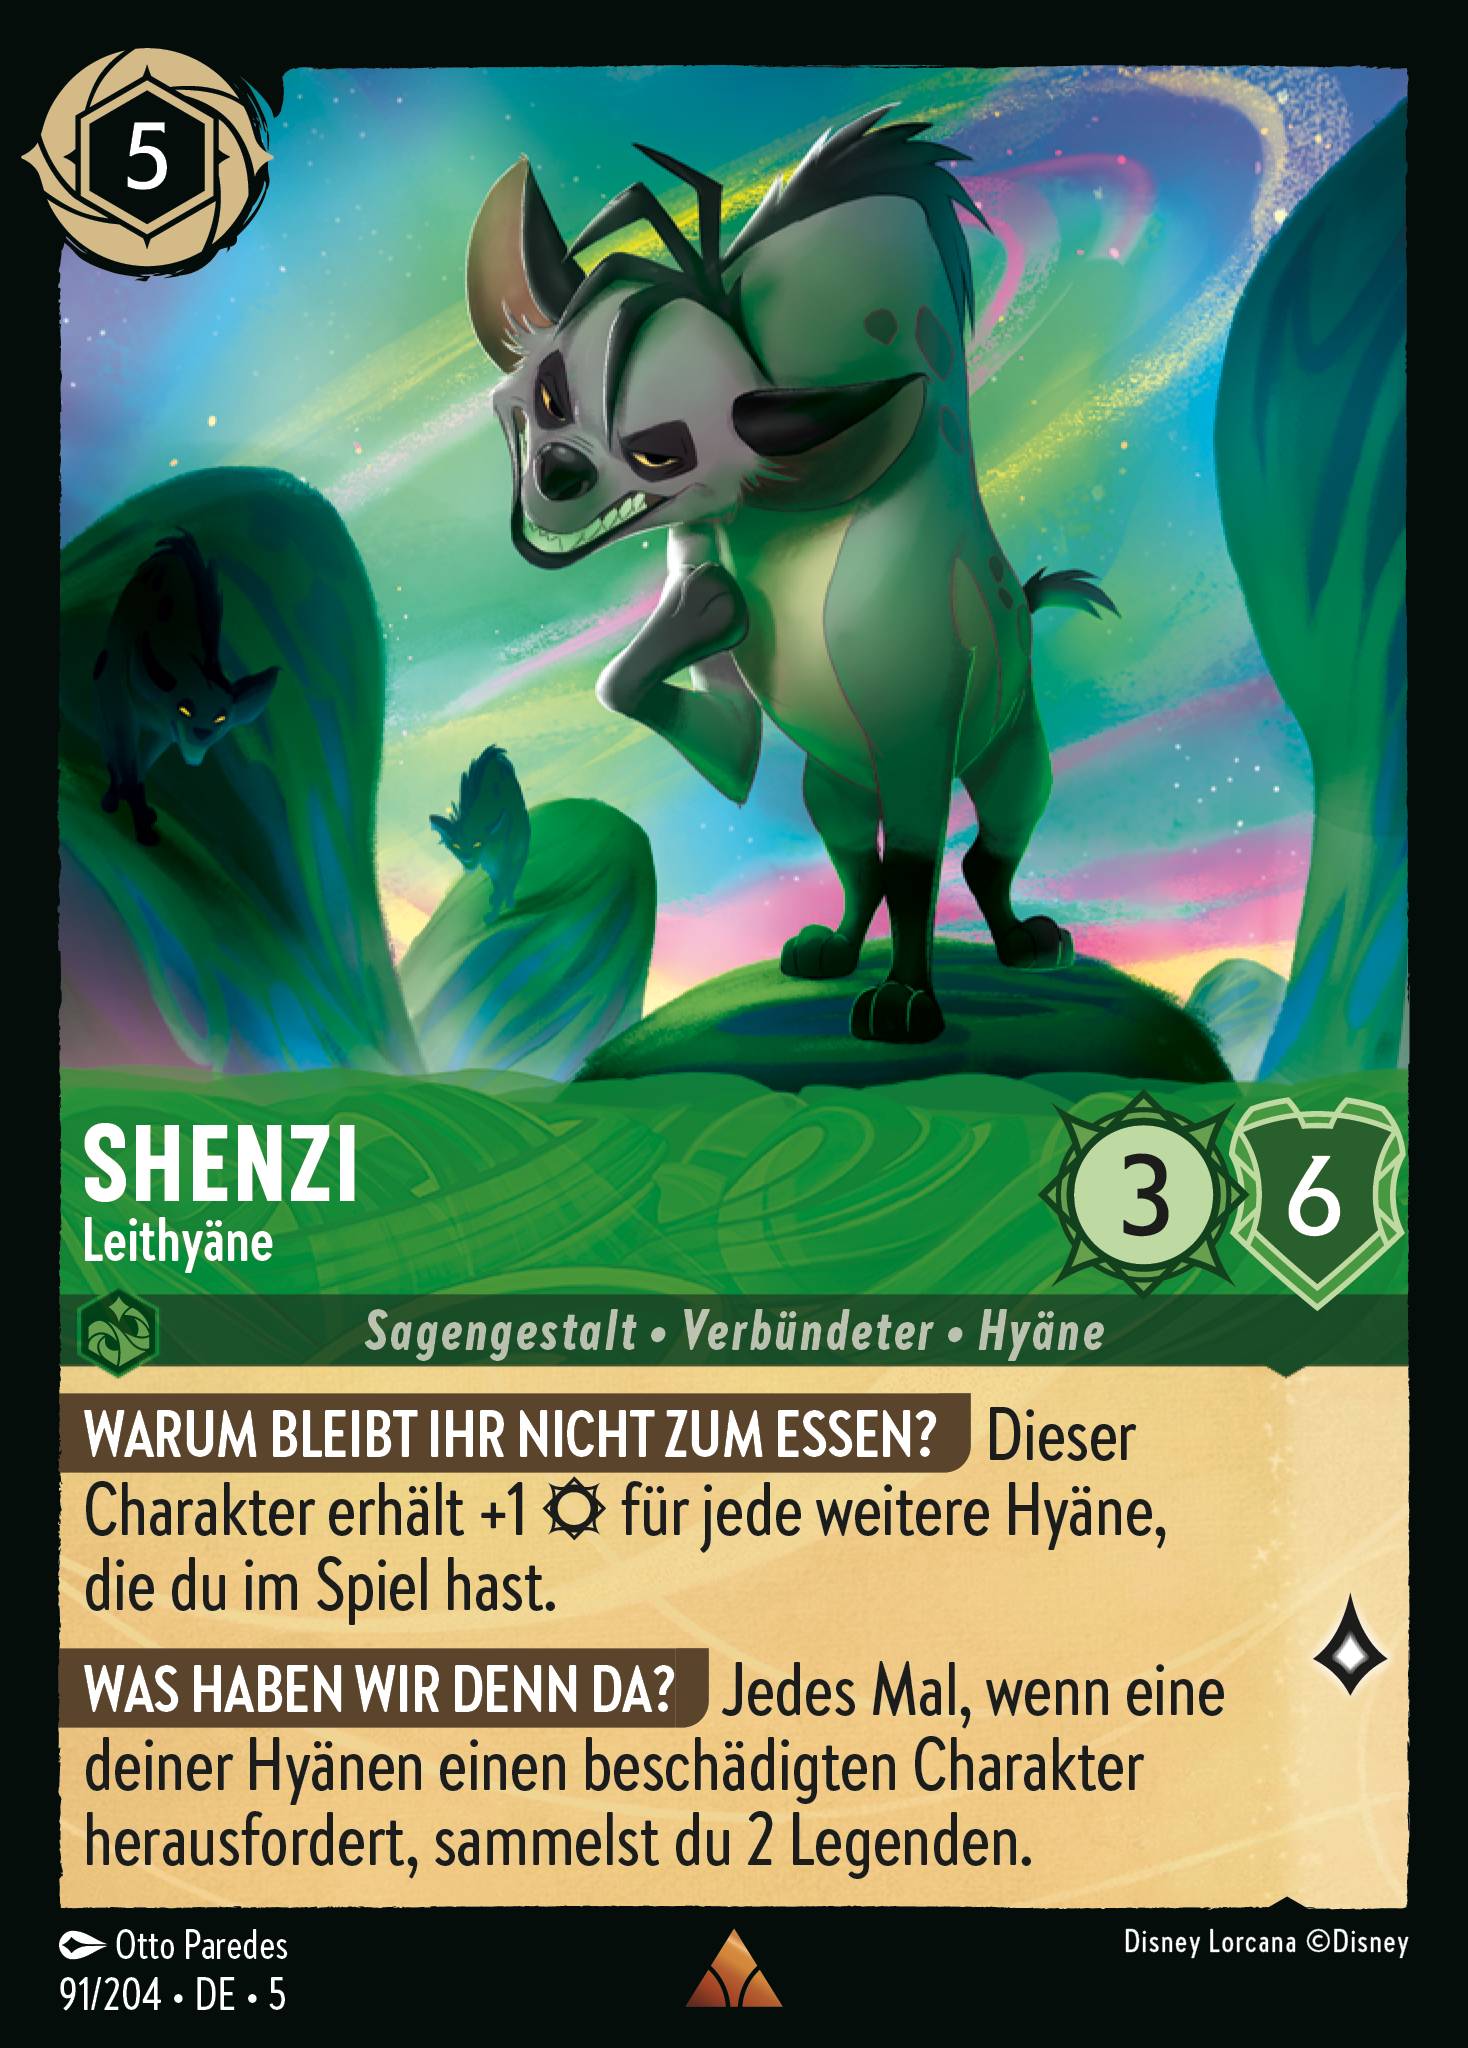 5
SHENZI
Leithyäne
3
6
Sagengestalt • Verbündeter • Hyäne
WARUM BLEIBT IHR NICHT ZUM ESSEN? Dieser
Charakter erhält +1 für jede weitere Hyäne,
die du im Spiel hast.
WAS HABEN WIR DENN DA? Jedes Mal, wenn eine
deiner Hyänen einen beschädigten Charakter
herausfordert, sammelst du 2 Legenden.
Otto Paredes
Disney Lorcana ©Disney
91/204 • DE • 5